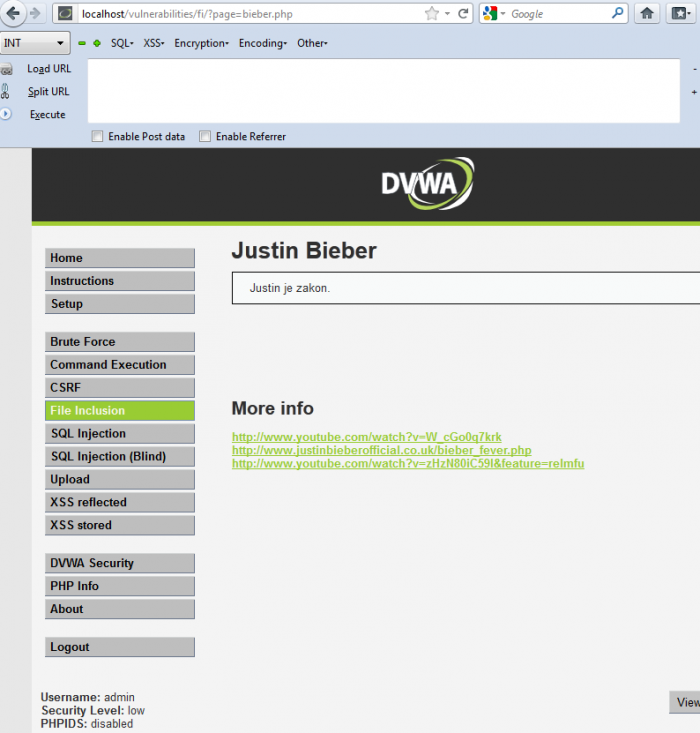 localhost/vulnerabilities/fi/?page=bieber.php
Google
INT SQL- XSS- Encryption- Encoding- Other-
Load URL
Split URL
Execute
Enable Post data Enable Referrer
DVWA
Home
Instructions
Setup
Brute Force
Command Execution
CSRF
File Inclusion
SQL Injection
SQL Injection (Blind)
Upload
XSS reflected
XSS stored
DVWA Security
PHP Info
About
Logout
Justin Bieber
Justin je zakon.
More info
http://www.youtube.com/watch?v=W_cGo0q7krk
http://www.justinbieberofficial.co.uk/bieber_fever.php
http://www.youtube.com/watch?v=zHzN80iC59I&feature=relmfu
Username: admin
Security Level: low
PHPIDS: disabled
View